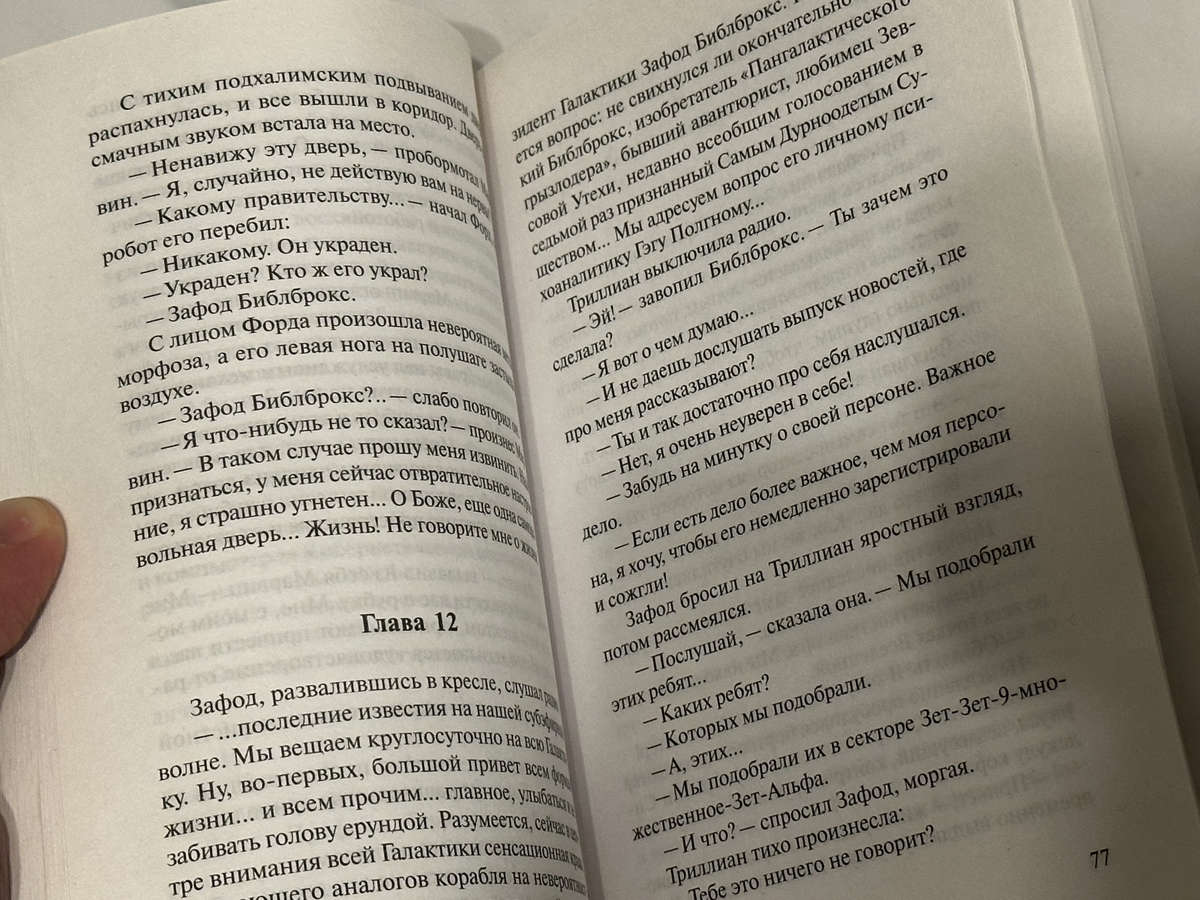 С тихим подхалимским подвыванием
распахнулась, и все вышли в коридор.
смачным звуком встала на место.
— Ненавижу эту дверь, — пробормотал
вин. — Я, случайно, не действую вам на
— Какому правительству... — начал Форд,
робот его перебил:
— Никакому. Он украден.
— Украден? Кто ж его украл?
— Зафод Библброкс.
С лицом Форда произошла невероятная
морфоза, а его левая нога на полушаге
воздухе.
— Зафод Библброкс?.. — слабо повторил
— Я что-нибудь не то сказал? — произнес
вин. — В таком случае прошу меня извинить.
признаться, у меня сейчас отвратительное
ние, я страшно угнетен... О Боже, еще одна
вольная дверь... Жизнь! Не говорите мне о
Глава 12
Зафод, развалившись в кресле, слушал
— ...последние известия на нашей
волне. Мы вещаем круглосуточно на всю
ку. Ну, во-первых, большой привет всем
жизни... и всем прочим... главное, улыбаться
забивать голову ерундой. Разумеется, сейчас в
тре внимания всей Галактики сенсационная
аналогов корабля на
зидент Галактики Зафод Библброкс.
ется вопрос: не свихнулся ли окончательно
кий Библброкс, изобретатель «Пангалактического
грызлодера», бывший авантюрист, любимец Зев-
совой Утехи, недавно всеобщим голосованием в
седьмой раз признанный Самым Дурноодетым Су-
ществом... Мы адресуем вопрос его личному пси-
хоаналитику Гэгу Полгному...
Триллиан выключила радио.
— Эй! — завопил Библброкс. — Ты зачем это
сделала?
— Я вот о чем думаю...
— И не даешь дослушать выпуск новостей, где
про меня рассказывают?
— Ты и так достаточно про себя наслушался.
— Нет, я очень неуверен в себе!
— Забудь на минутку о своей персоне. Важное
дело.
— Если есть дело более важное, чем моя персо-
на, я хочу, чтобы его немедленно зарегистрировали
и сожгли!
Зафод бросил на Триллиан яростный взгляд,
потом рассмеялся.
— Послушай, — сказала она. — Мы подобрали
этих ребят...
— Каких ребят?
— Которых мы подобрали.
— А, этих...
— Мы подобрали их в секторе Зет-Зет-9-мно-
жественное-Зет-Альфа.
— И что? — спросил Зафод, моргая.
Триллиан тихо произнесла:
— Тебе это ничего не говорит?
77